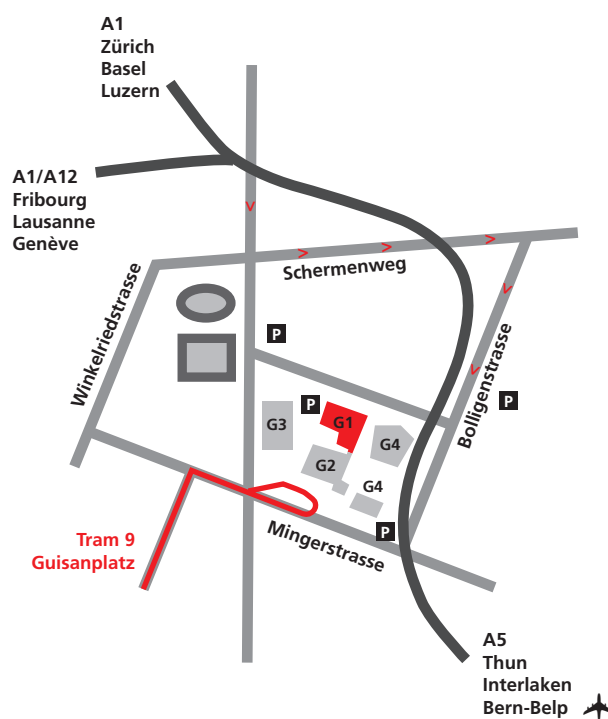 A1
Zürich
Basel
Luzern
A1/A12
Fribourg
Lausanne
Genève
Schermenweg
Winkelriedstrasse
P
Bolligenstrasse
P
P
G1
G3
G4
G2
G4
P
Mingerstrasse
Tram 9
Guisanplatz
A5
Thun
Interlaken
Bern-Belp